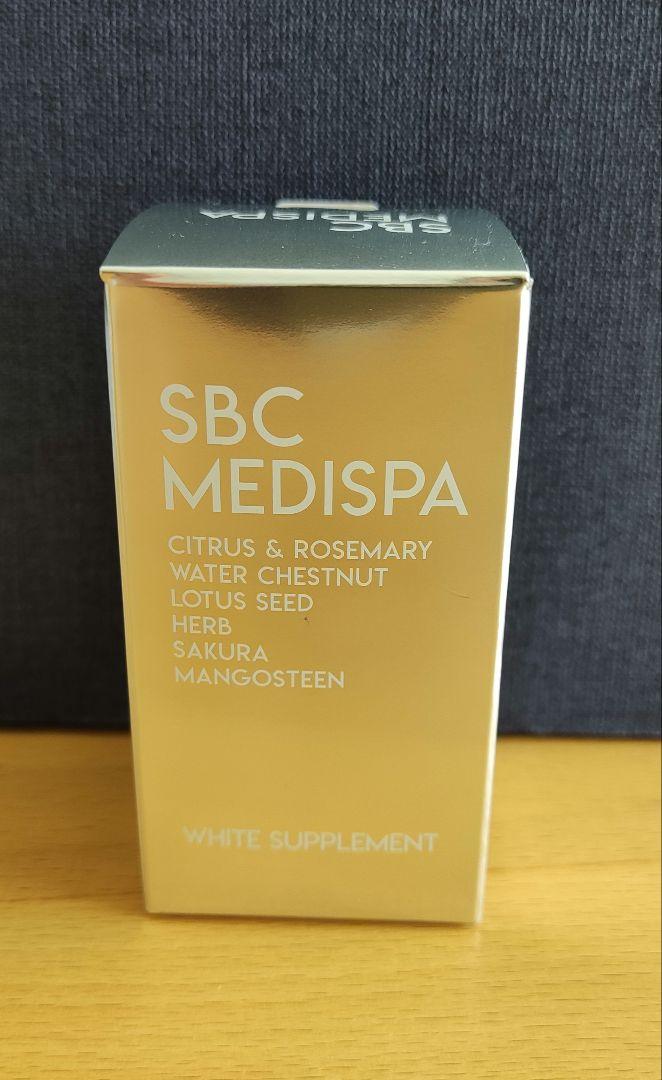 SBC
MEDISPA
SBC
MEDISPA
CITRUS & ROSEMARY
WATER CHESTNUT
LOTUS SEED
HERB
SAKURA
MANGOSTEEN
WHITE SUPPLEMENT